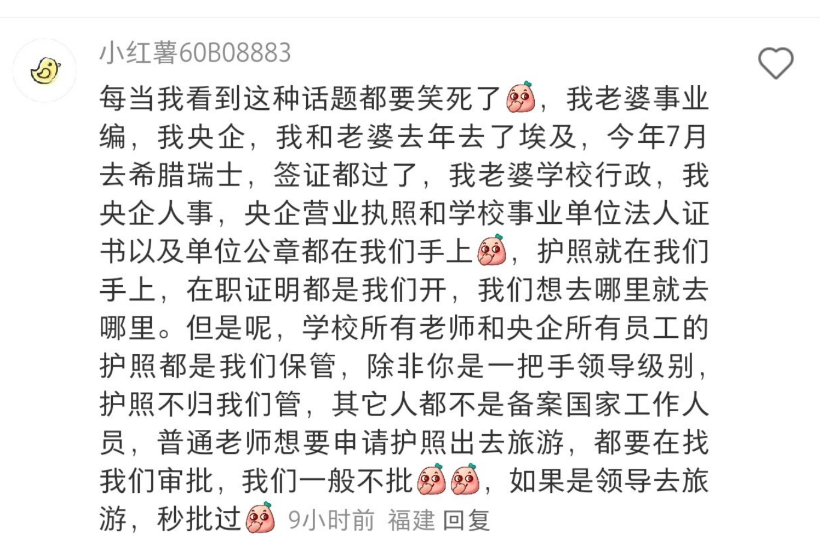 小红薯60B08883
每当我看到这种话题都要笑死了，我老婆事业
编，我央企，我和老婆去年去了埃及，今年7月
去希腊瑞士，签证都过了，我老婆学校行政，我
央企人事，央企营业执照和学校事业单位法人证
书以及单位公章都在我们手上，护照就在我们
手上，在职证明都是我们开，我们想去哪里就去
哪里。但是呢，学校所有老师和央企所有员工的
护照都是我们保管，除非你是一把手领导级别，
护照不归我们管，其它人都不是备案国家工作人
员，普通老师想要申请护照出去旅游，都要在找
我们审批，我们一般不批，如果是领导去旅
游，秒批过 9小时前 福建 回复